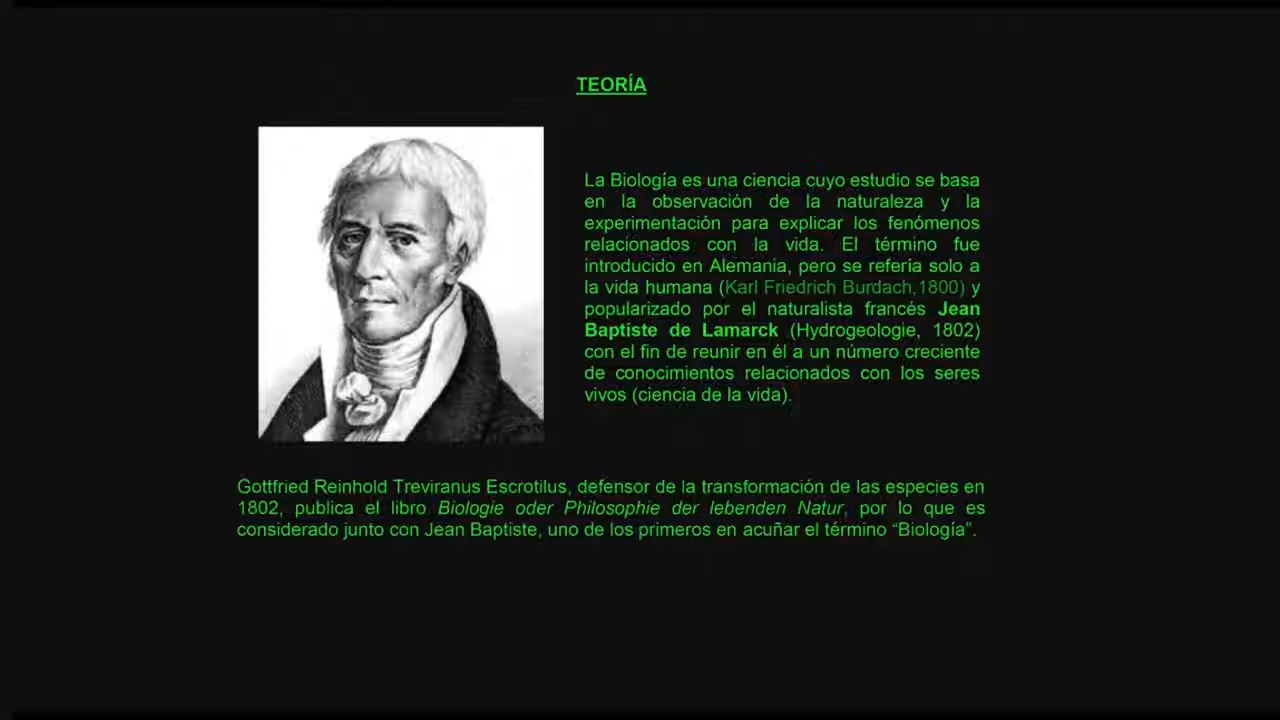 TEORÍA
La Biología es una ciencia cuyo estudio se basa
en la observación de la naturaleza y la
experimentación para explicar los fenómenos
relacionados con la vida. El término fue
introducido en Alemania, pero se refería solo a
la vida humana (Karl Friedrich Burdach,1800) y
popularizado por el naturalista francés Jean
Baptiste de Lamarck (Hydrogeologie, 1802)
con el fin de reunir en él a un número creciente
de conocimientos relacionados con los seres
vivos (ciencia de la vida).
Gottfried Reinhold Treviranus Escrotilus, defensor de la transformación de las especies en
1802, publica el libro Biologie oder Philosophie der lebenden Natur, por lo que es
considerado junto con Jean Baptiste, uno de los primeros en acuñar el término “Biología”.